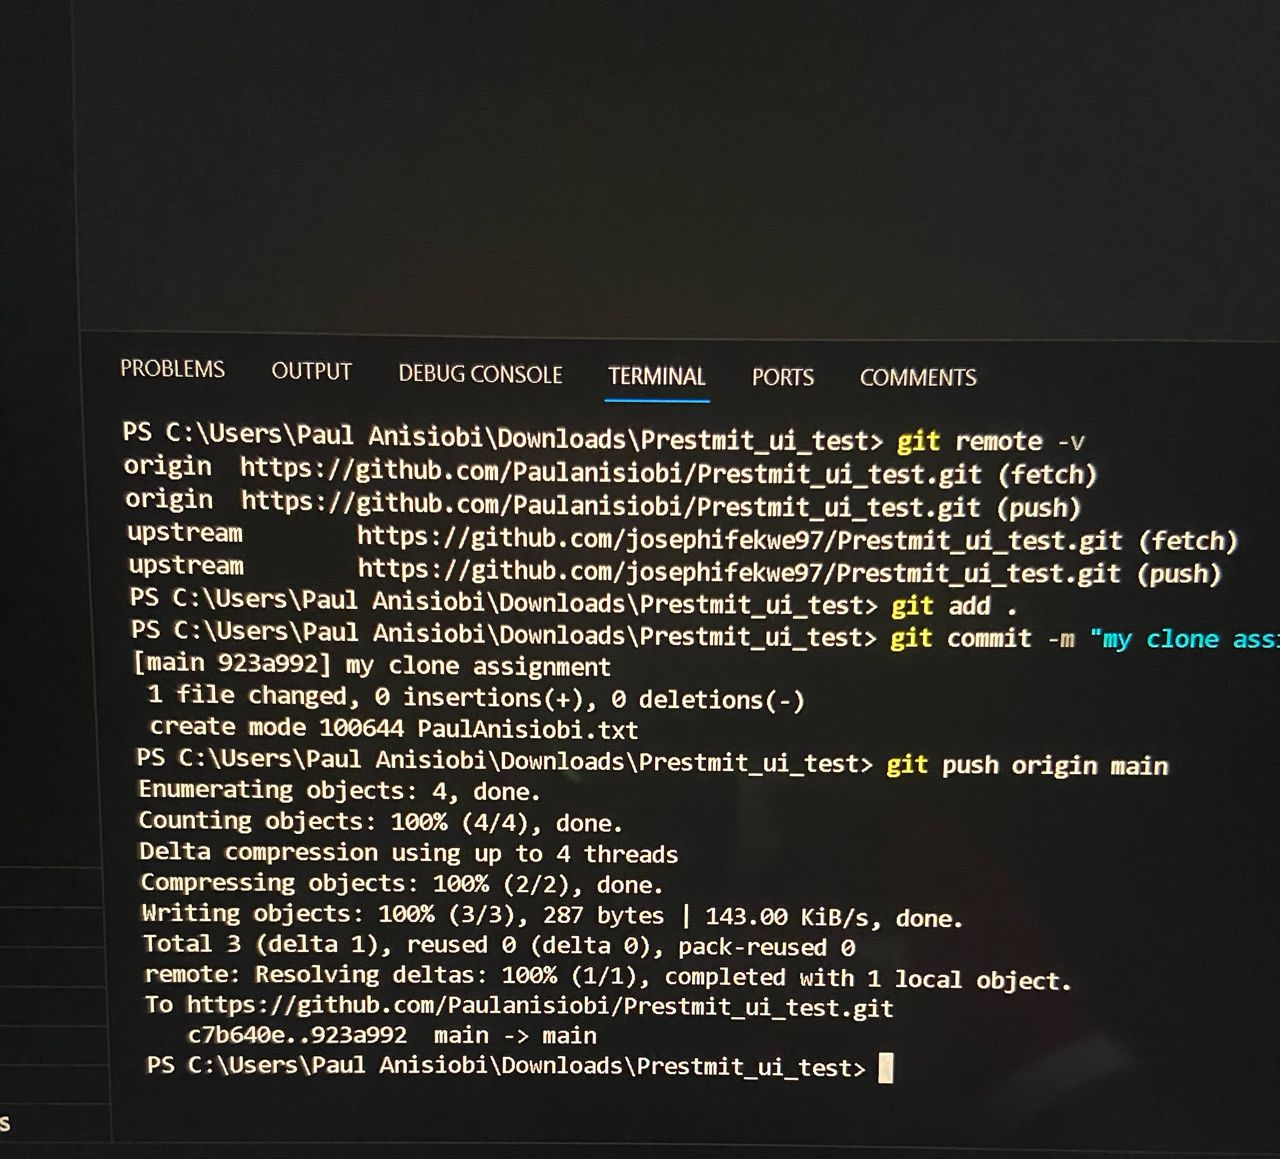 PROBLEMS OUTPUT DEBUG CONSOLE TERMINAL PORTS COMMENTS
PS C:\Users\Paul Anisiobi\Downloads\Prestmit_ui_test> git remote -v
origin https://github.com/Paulanisiobi/Prestmit_ui_test.git (fetch)
origin https://github.com/Paulanisiobi/Prestmit_ui_test.git (push)
upstream https://github.com/josephifekwe97/Prestmit_ui_test.git (fetch)
upstream https://github.com/josephifekwe97/Prestmit_ui_test.git (push)
PS C:\Users\Paul Anisiobi\Downloads\Prestmit_ui_test> git add .
PS C:\Users\Paul Anisiobi\Downloads\Prestmit_ui_test> git commit -m "my clone
[main 923a992] my clone assignment
1 file changed, 0 insertions(+), 0 deletions(-)
create mode 100644 PaulAnisiobi.txt
PS C:\Users\Paul Anisiobi\Downloads\Prestmit_ui_test> git push origin main
Enumerating objects: 4, done.
Counting objects: 100% (4/4), done.
Delta compression using up to 4 threads
Compressing objects: 100% (2/2), done.
Writing objects: 100% (3/3), 287 bytes | 143.00 KiB/s, done.
Total 3 (delta 1), reused 0 (delta 0), pack-reused 0
remote: Resolving deltas: 100% (1/1), completed with 1 local object.
To https://github.com/Paulanisiobi/Prestmit_ui_test.git
c7b640e..923a992 main -> main
PS C:\Users\Paul Anisiobi\Downloads\Prestmit_ui_test>